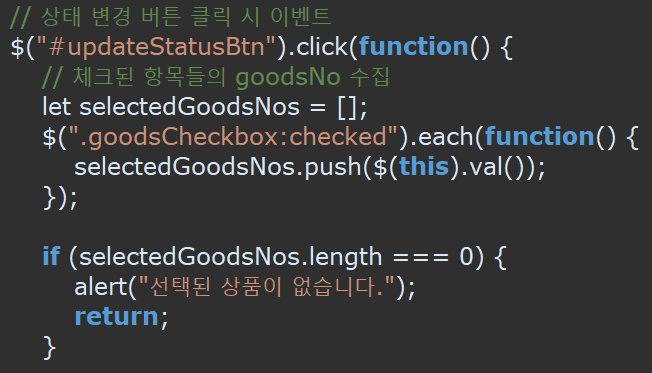 // 상태 변경 버튼 클릭 시 이벤트
$("#updateStatusBtn").click(function() {
// 체크된 항목들의 goodsNo 수집
let selectedGoodsNos = [];
$(".goodsCheckbox:checked").each(function() {
selectedGoodsNos.push($(this).val());
});
if (selectedGoodsNos.length === 0) {
alert("선택된 상품이 없습니다.");
return;
}